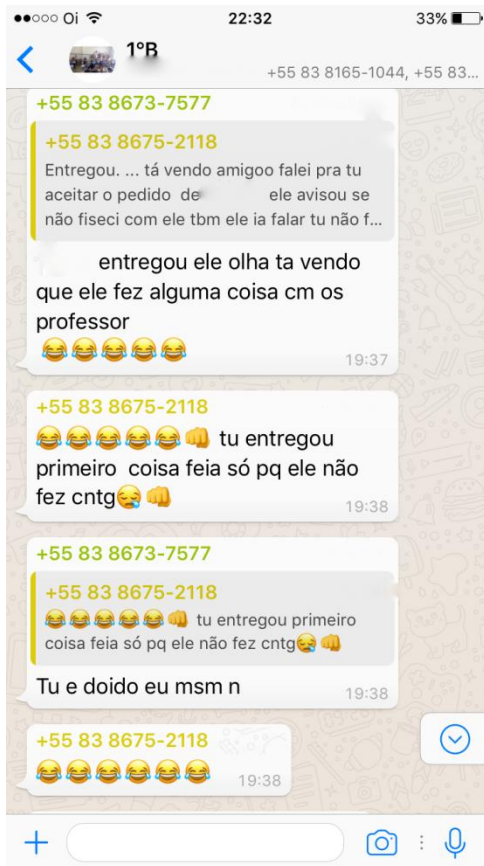 Oi 22:32 33%
1ºB
+55 83 8165-1044, +55 83...
+55 83 8673-7577
+55 83 8675-2118
Entregou. ... tá vendo amigoo falei pra tu
aceitar o pedido de ele avisou se
não fiseci com ele tbm ele ia falar tu não f...
entregou ele olha ta vendo
que ele fez alguma coisa cm os
professor
😂😂😂😂😂 19:37
+55 83 8675-2118
😂😂😂😂😂👊 tu entregou
primeiro coisa feia só pq ele não
fez cntg😪👊 19:38
+55 83 8673-7577
+55 83 8675-2118
😂😂😂😂😂👊 tu entregou primeiro
coisa feia só pq ele não fez cntg😪👊
Tu e doido eu msm n 19:38
+55 83 8675-2118
😂😂😂😂😂😂 19:38